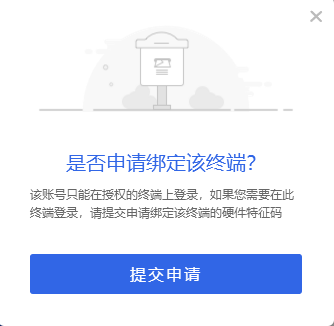 是否申请绑定该终端?
该账号只能在授权的终端上登录，如果您需要在此
终端登录，请提交申请绑定该终端的硬件特征码
提交申请